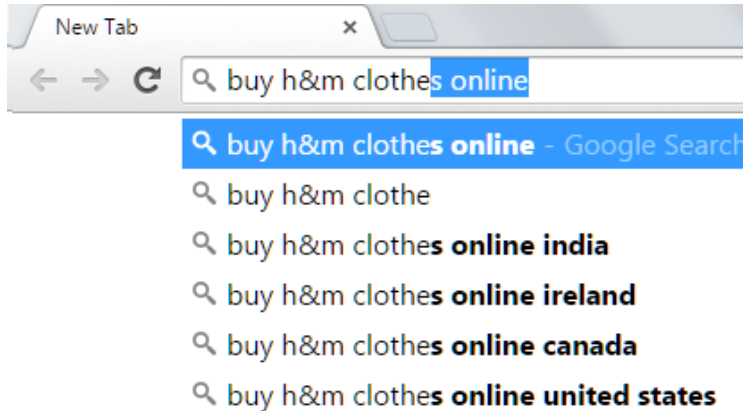 New Tab
buy h&m clothes online
buy h&m clothes online - Google Search
buy h&m clothe
buy h&m clothes online india
buy h&m clothes online ireland
buy h&m clothes online canada
buy h&m clothes online united states